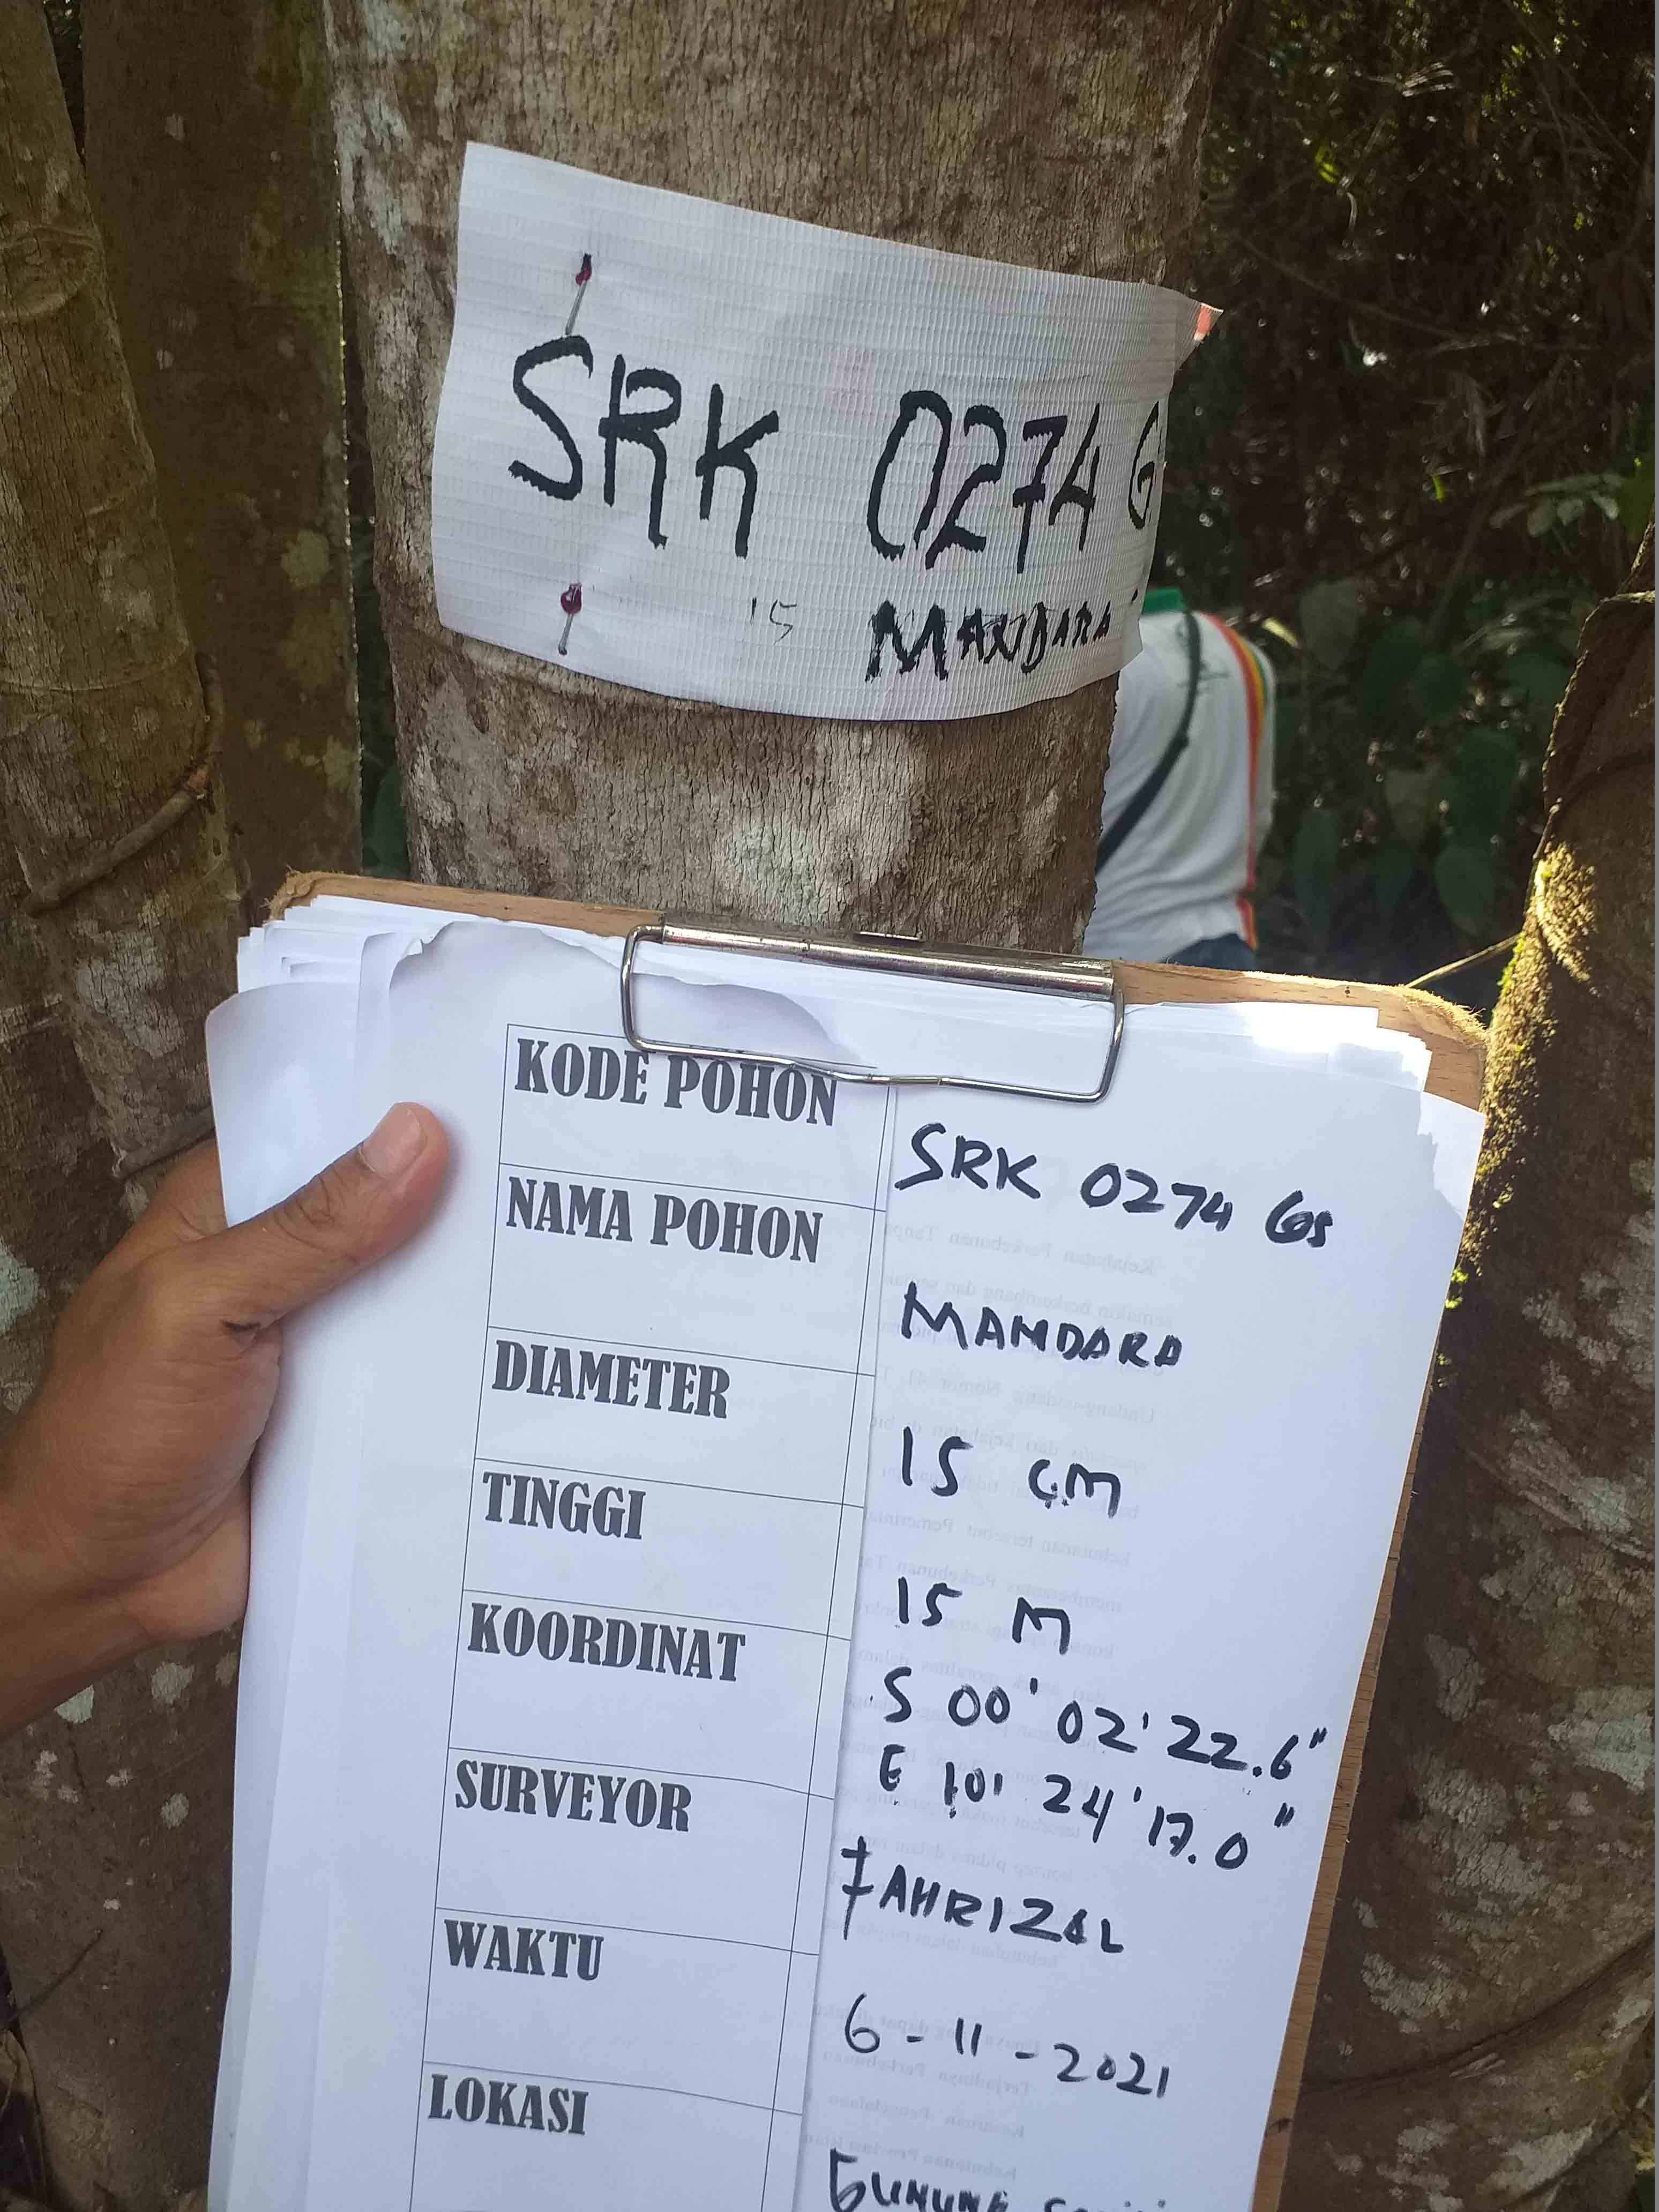 SRK 0274 G
15 MANDARA
KODE POHON SRK 0274 GS
NAMA POHON MANDARA
DIAMETER 15 CM
TINGGI 15 M
KOORDINAT S 00' 02' 22.6"
E 101 24' 17.0"
SURVEYOR FAHRIZAL
WAKTU 6-11-2021
LOKASI GUNUNG